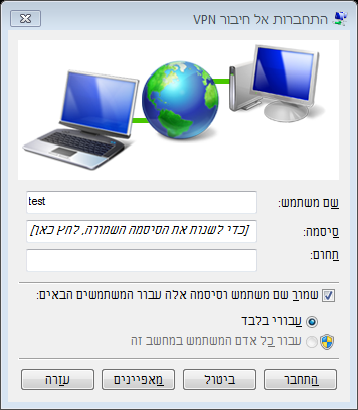 התחברות אל חיבור VPN
שם משתמש:
test
סיסמה:
[כדי לשנות את הסיסמה השמורה, לחץ כאן]
תחום:
שמור שם משתמש וסיסמה אלה עבור המשתמשים הבאים:
עבורי בלבד
עבור כל אדם המשתמש במחשב זה
התחבר
ביטול
מאפיינים
עזרה